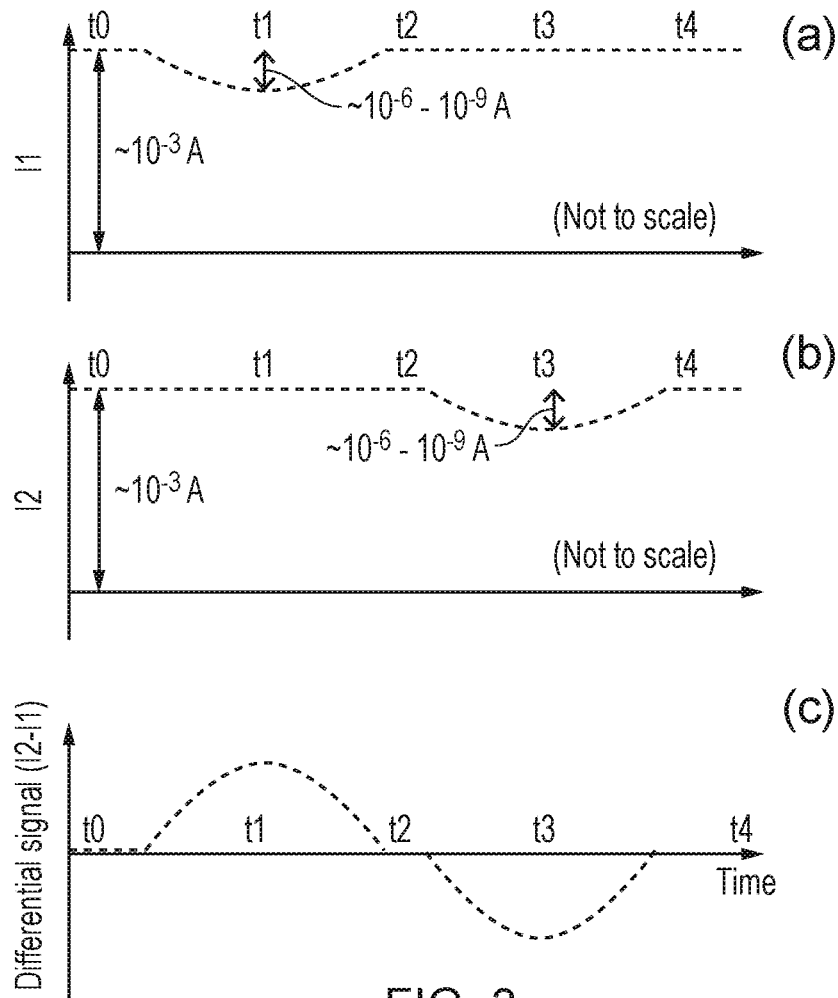 t0 t1 t2 t3 t4 (a)
~10⁻⁶ - 10⁻⁹ A
~10⁻³ A
I1
(Not to scale)
t0 t1 t2 t3 t4 (b)
~10⁻⁶ - 10⁻⁹ A
~10⁻³ A
I2
(Not to scale)
(c)
Differential signal (I2-I1)
t0 t1 t2 t3 t4
Time